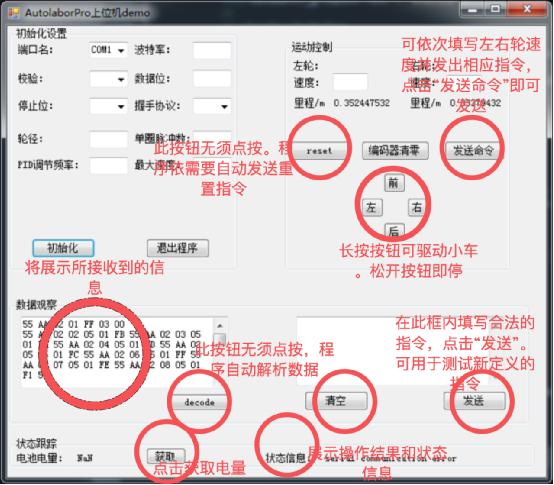 AutolaborPro上位机demo
初始化设置
端口名: COM1 波特率:
校验: 数据位:
停止位: 握手协议:
轮径: 单圈脉冲数:
PID调节频率: 最大速度:
初始化 退出程序
此按钮无须点按。程
序依需要自动发送重
置指令
运动控制
左轮:
速度: 速度:
里程/m 0.352447532 里程/m
可依次填写左右轮速
度并发出相应指令,
点击“发送命令”即可
发送
reset 编码器清零 发送命令
前
左 右
后
长按按钮可驱动小车
。松开按钮即停
将展示所接收到的信
息
数据观察
55 AA 02 01 FF 03 00
55 AA 02 02 05 01 FB 55 AA 02 03 05
01 55 AA 02 04 05 01 55 AA 02
05 05 01 FC 55 AA 02 06 05 01 FF 55
AA 02 07 05 01 FE 55 AA 02 08 05 01
F1
此按钮无须点按,程
序自动解析数据
在此框内填写合法的
指令,点击“发送”。
可用于测试新定义的
指令
decode 清空 发送
状态跟踪
电池电量: NaN 获取 状态信息: serial communication error
点击获取电量
展示操作结果和状态
信息